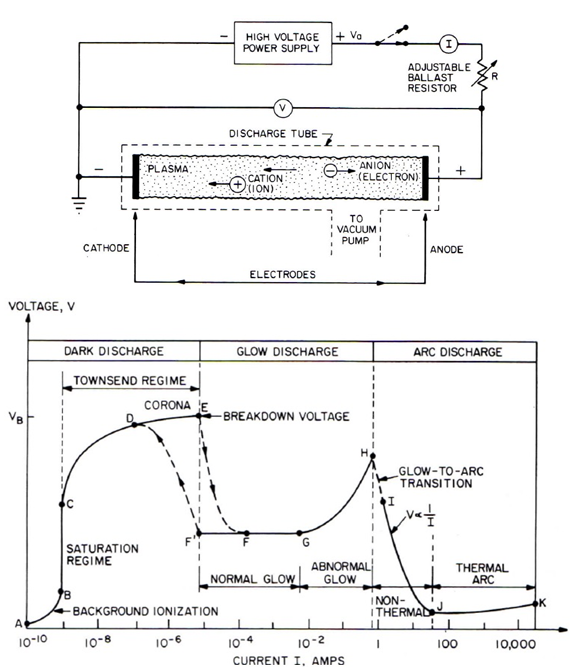 HIGH VOLTAGE
POWER SUPPLY
−
+ Va
I
ADJUSTABLE
BALLAST
RESISTOR
R
V
DISCHARGE TUBE
−
PLASMA
+
CATION
(ION)
−
ANION
(ELECTRON)
+
TO
VACUUM
PUMP
CATHODE
ANODE
ELECTRODES
VOLTAGE, V
DARK DISCHARGE
GLOW DISCHARGE
ARC DISCHARGE
TOWNSEND REGIME
CORONA
E
BREAKDOWN VOLTAGE
VB
D
H
GLOW-TO-ARC
TRANSITION
C
I
V∝1/I
F'
F
G
SATURATION
REGIME
ABNORMAL
GLOW
NORMAL GLOW
THERMAL
ARC
NON-
THERMAL
B
J
K
A
BACKGROUND IONIZATION
10-10
10-8
10-6
10-4
10-2
1
100
10,000
CURRENT I, AMPS